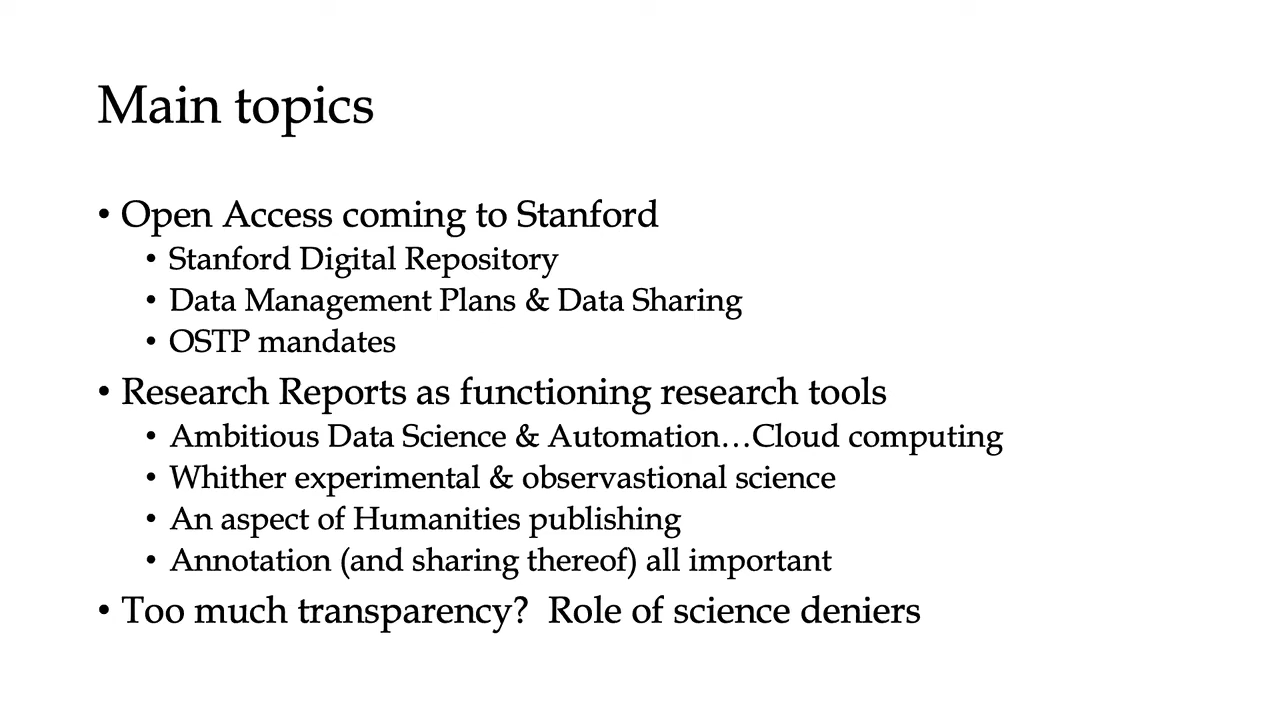 Main topics
• Open Access coming to Stanford
• Stanford Digital Repository
• Data Management Plans & Data Sharing
• OSTP mandates
• Research Reports as functioning research tools
• Ambitious Data Science & Automation…Cloud computing
• Whither experimental & observastional science
• An aspect of Humanities publishing
• Annotation (and sharing thereof) all important
• Too much transparency?  Role of science deniers